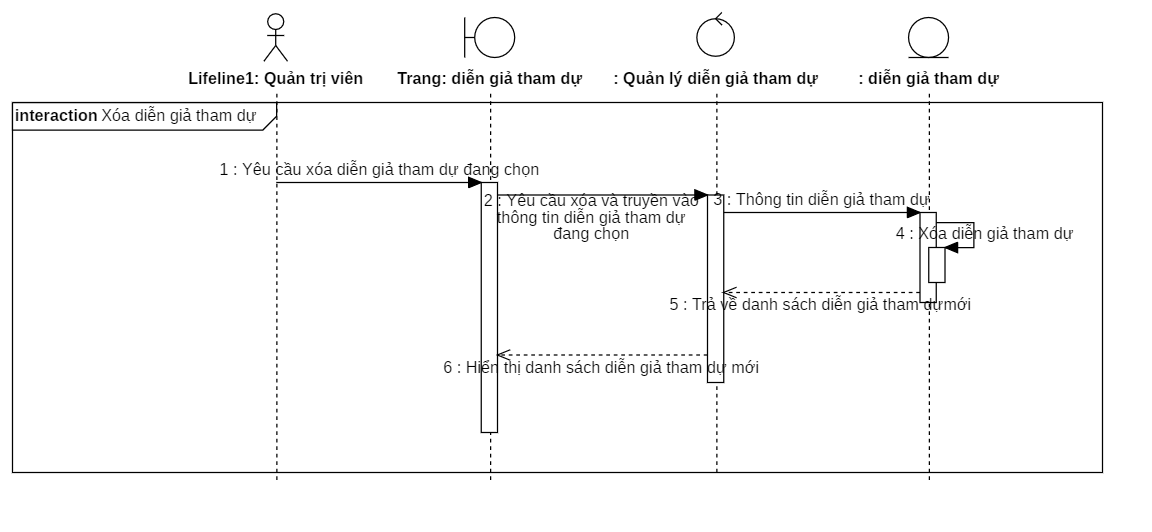 Lifeline1: Quản trị viên
Trang: diễn giả tham dự
: Quản lý diễn giả tham dự
: diễn giả tham dự
interaction Xóa diễn giả tham dự
1 : Yêu cầu xóa diễn giả tham dự đang chọn
2 : Yêu cầu xóa và truyền vào
thông tin diễn giả tham dự
đang chọn
3 : Thông tin diễn giả tham dự
4 : Xóa diễn giả tham dự
5 : Trả về danh sách diễn giả tham dựmới
6 : Hiển thị danh sách diễn giả tham dự mới